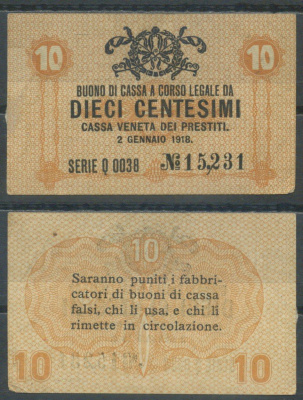 10 10
BUONO DI CASSA A CORSO LEGALE DA
DIECI CENTESIMI
CASSA VENETA DEI PRESTITI.
2 GENNAIO 1918.
SERIE Q 0038 No 15,231
10
Saranno puniti i fabbri-
catori di buoni di cassa
falsi, chi li usa, e chi li
rimette in circolazione.
10 10